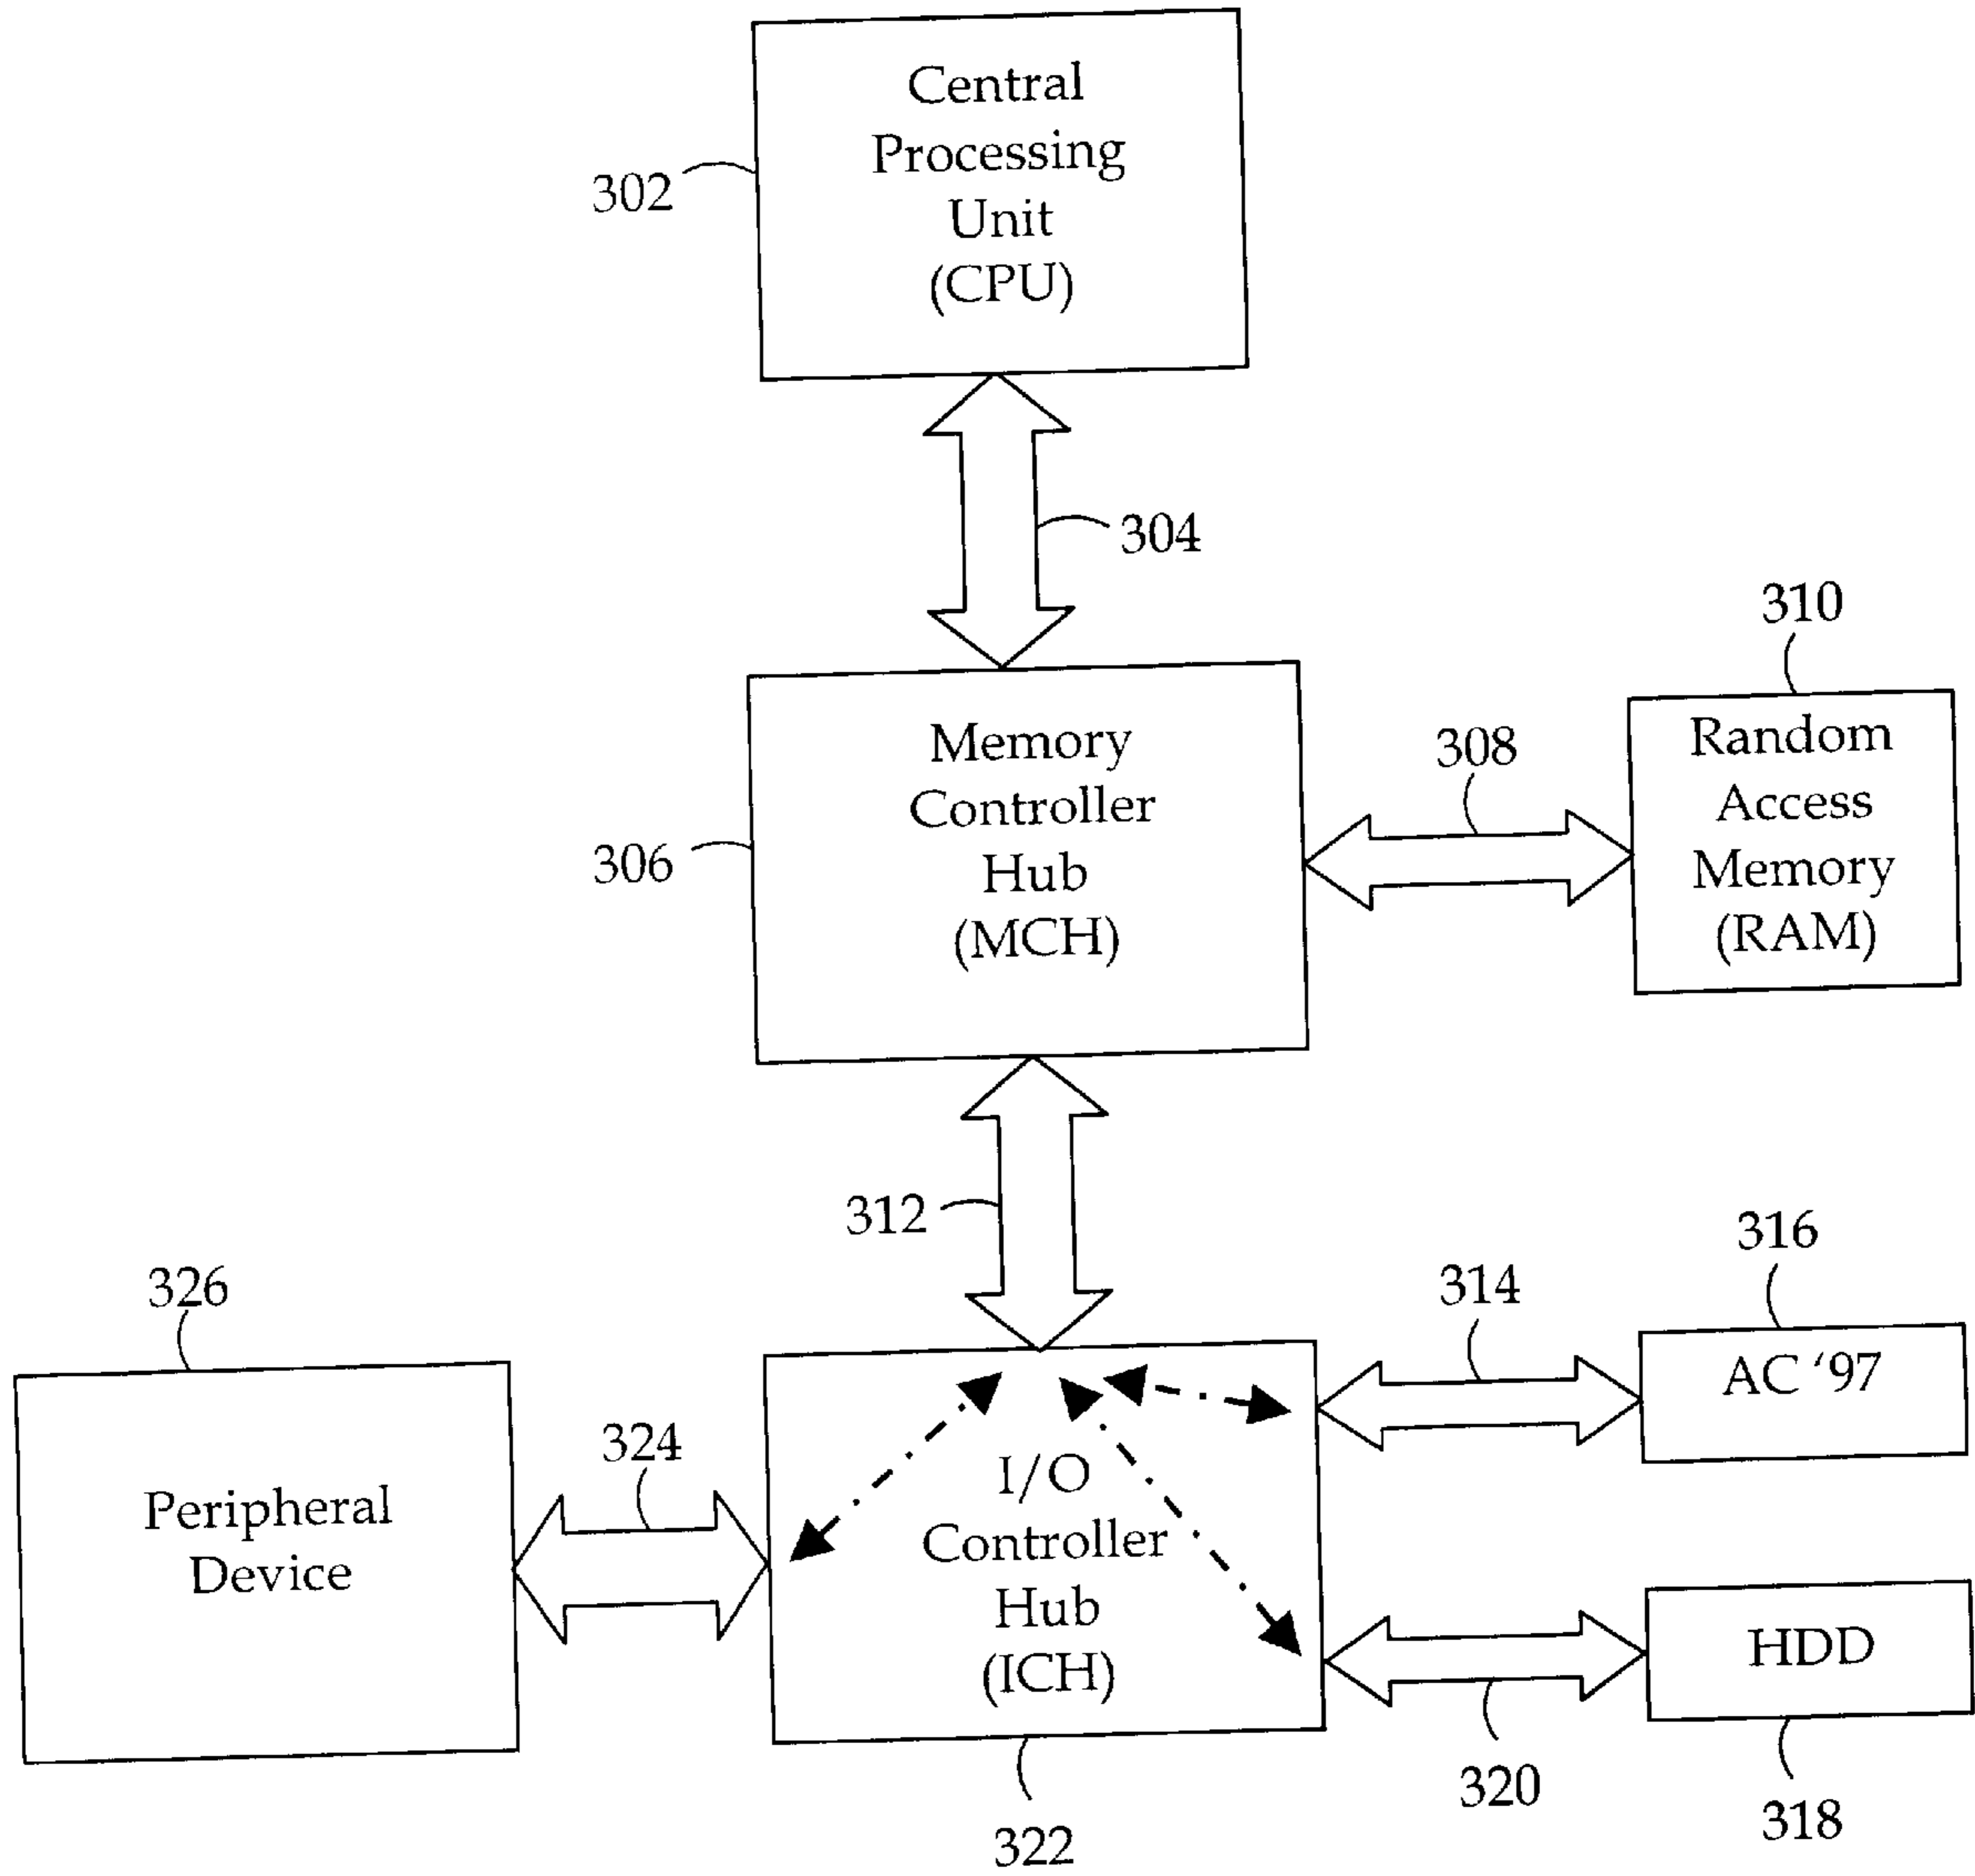 Central
Processing
Unit
(CPU)
302
304
310
Random
Access
Memory
(RAM)
308
Memory
Controller
Hub
(MCH)
306
312
316
314
AC ‘97
326
324
Peripheral
Device
I/O
Controller
Hub
(ICH)
HDD
320
318
322